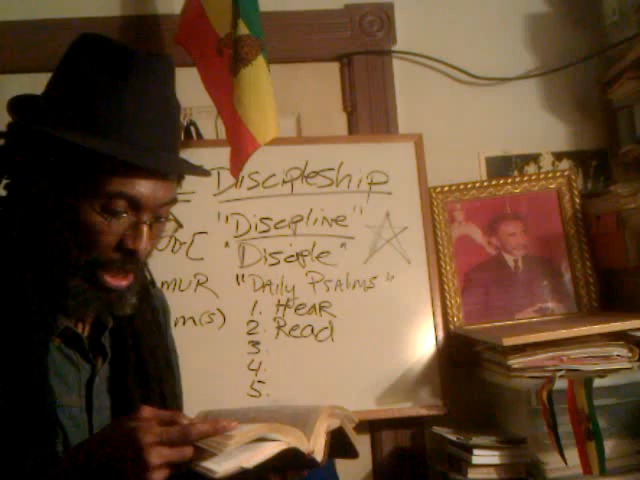 Discipleship
"Discipline"
"Disciple"
"Daily Psalms"
1. Hear
2. Read
3.
4.
5.
m(s)